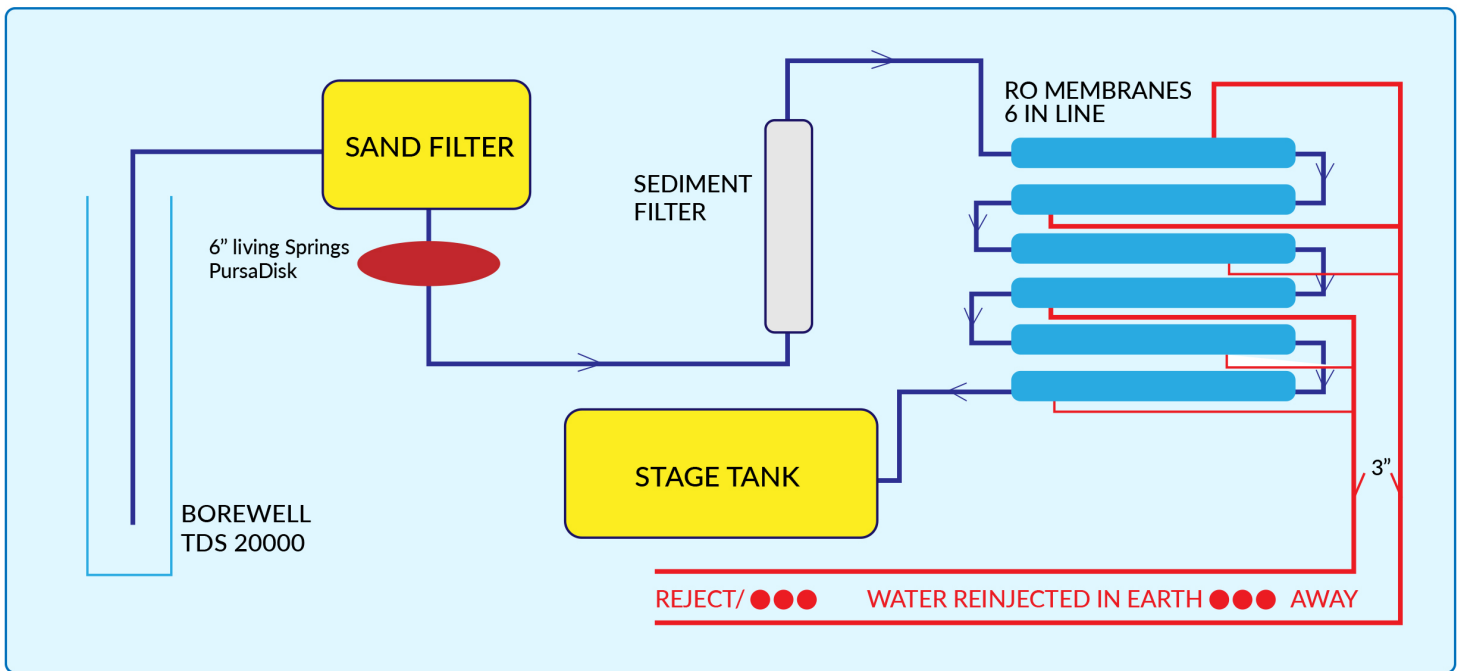 SAND FILTER
6” living Springs
PursaDisk
SEDIMENT
FILTER
RO MEMBRANES
6 IN LINE
BOREWELL
TDS 20000
STAGE TANK
3”
REJECT/ ●●● WATER REINJECTED IN EARTH ●●● AWAY